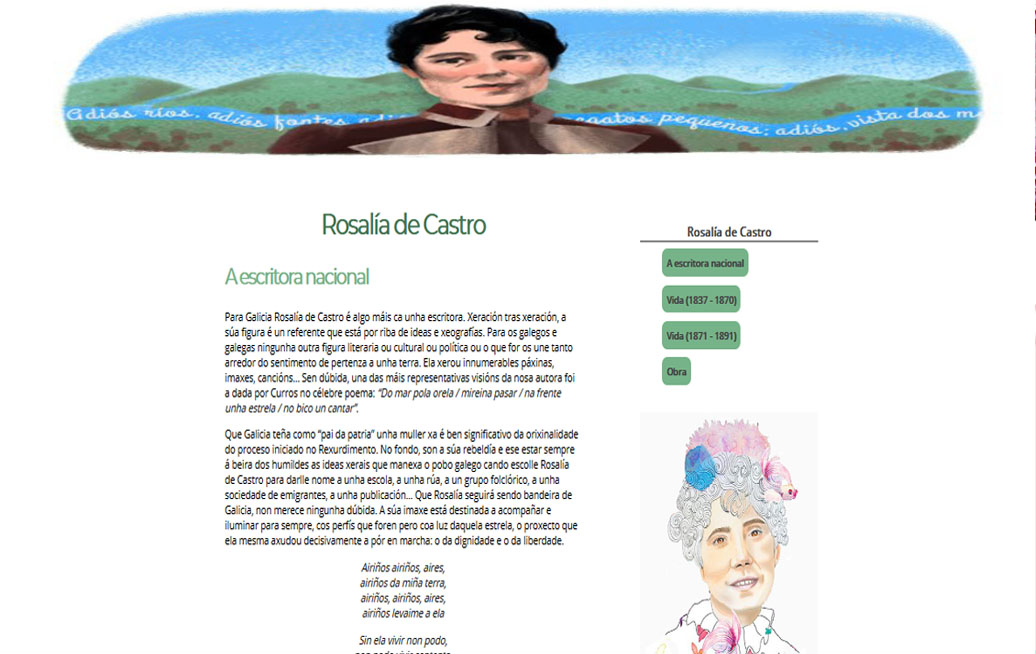 Adiós ríos, adiós fontes, adi
egatos pequenos; adiós, vista dos m
Rosalía de Castro
A escritora nacional
Para Galicia Rosalía de Castro é algo máis ca unha escritora. Xeración tras xeración, a
súa figura é un referente que está por riba de ideas e xeografías. Para os galegos e
galegas ningunha outra figura literaria ou cultural ou política ou o que for os une tanto
arredor do sentimento de pertenza a unha terra. Ela xerou innumerables páxinas,
imaxes, cancións... Sen dúbida, una das máis representativas visións da nosa autora foi
a dada por Curros no célebre poema: “Do mar pola orela / mireina pasar / na frente
unha estrela / no bico un cantar”.
Que Galicia teña como “pai da patria” unha muller xa é ben significativo da orixinalidade
do proceso iniciado no Rexurdimento. No fondo, son a súa rebeldía e ese estar sempre
á beira dos humildes as ideas xerais que manexa o pobo galego cando escolle Rosalía
de Castro para darlle nome a unha escola, a unha rúa, a un grupo folclórico, a unha
sociedade de emigrantes, a unha publicación... Que Rosalía seguirá sendo bandeira de
Galicia, non merece ningunha dúbida. A súa imaxe está destinada a acompañar e
iluminar para sempre, cos perfís que foren pero coa luz daquela estrela, o proxecto que
ela mesma axudou decisivamente a pór en marcha: o da dignidade e o da liberdade.
Airiños airiños, aires,
airiños da miña terra,
airiños, airiños, aires,
airiños levaime a ela
Sin ela vivir non podo,
non podo vivir contenta
Rosalía de Castro
A escritora nacional
Vida (1837 - 1870)
Vida (1871 - 1891)
Obra